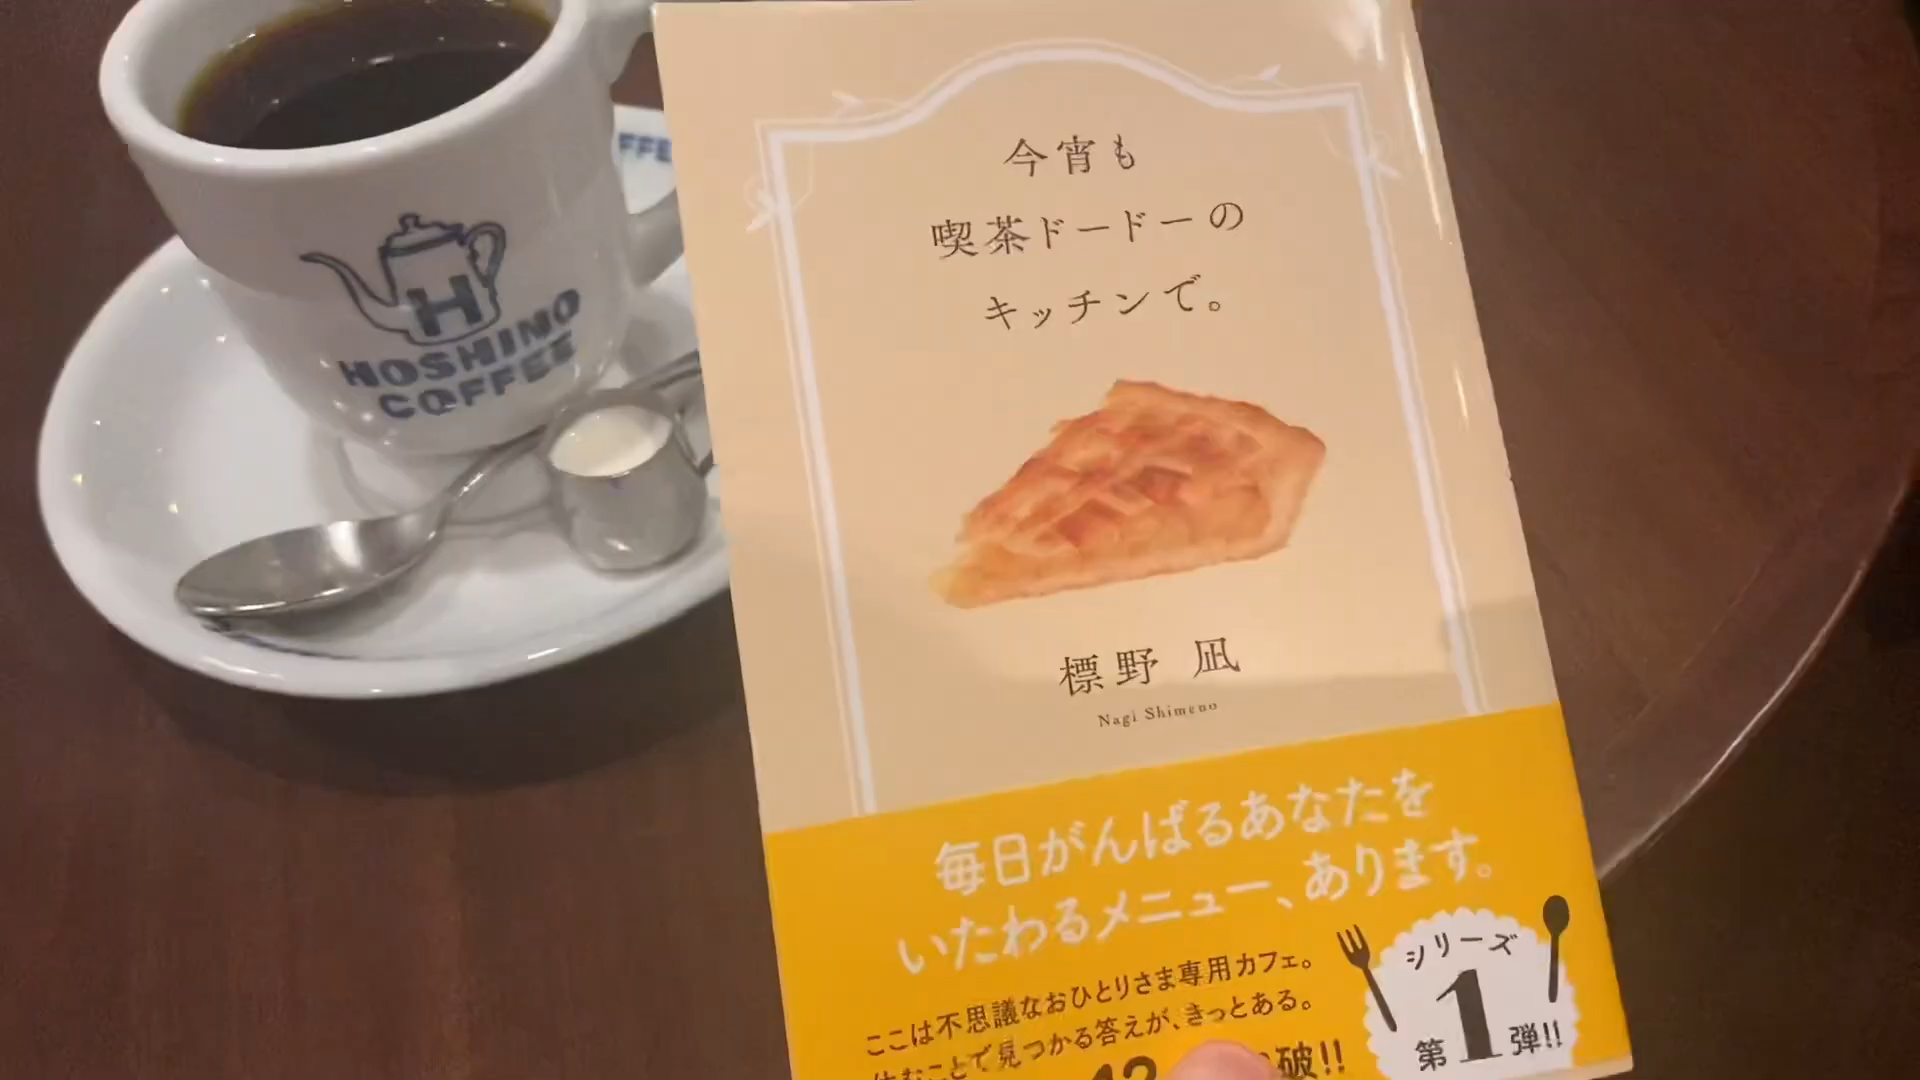 H
HOSHINO
COFFEE
FFE
今宵も
喫茶ドードーの
キッチンで。
標野 凪
Nagi Shimeno
毎日がんばるあなたを
いたわるメニュー、あります。
ここは不思議なおひとりさま専用カフェ。
休むことで見つかる答えが、きっとある。
破!!
シリーズ
第1弾!!